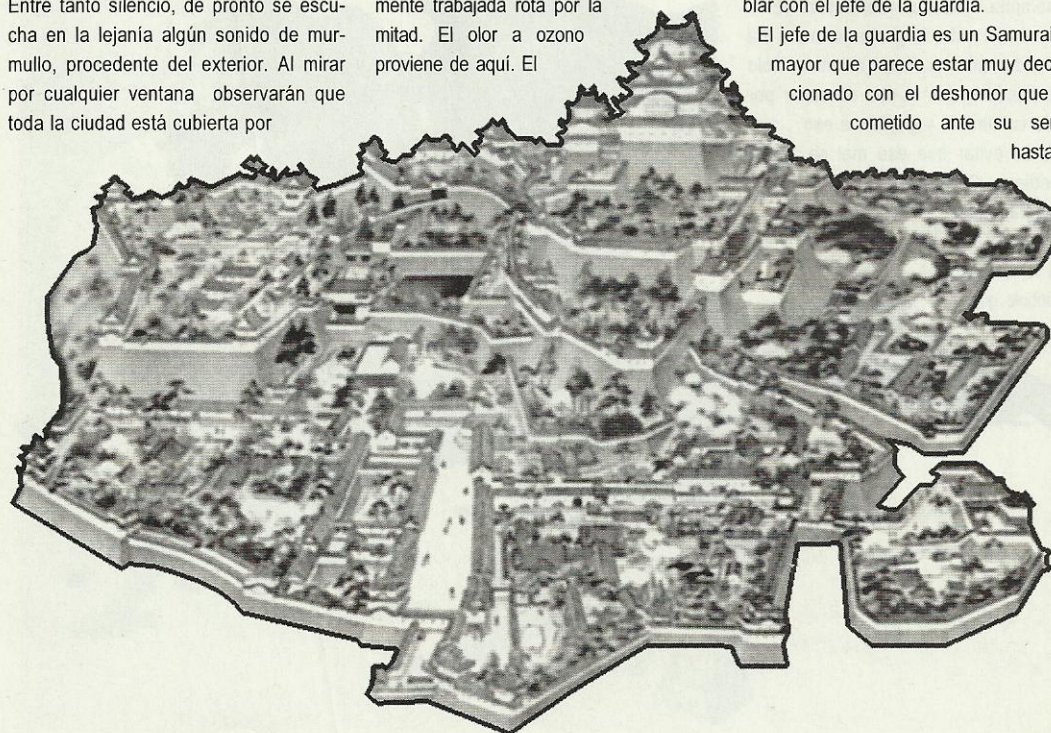 Entre tanto silencio, de pronto se escu-
cha en la lejanía algún sonido de mur-
mullo, procedente del exterior. Al mirar
por cualquier ventana observarán que
toda la ciudad está cubierta por
mente trabajada rota por la
mitad. El olor a ozono
proviene de aquí. El
blar con el jefe de la guardia.
El jefe de la guardia es un Samurai
mayor que parece estar muy dec
cionado con el deshonor que
cometido ante su se
hasta